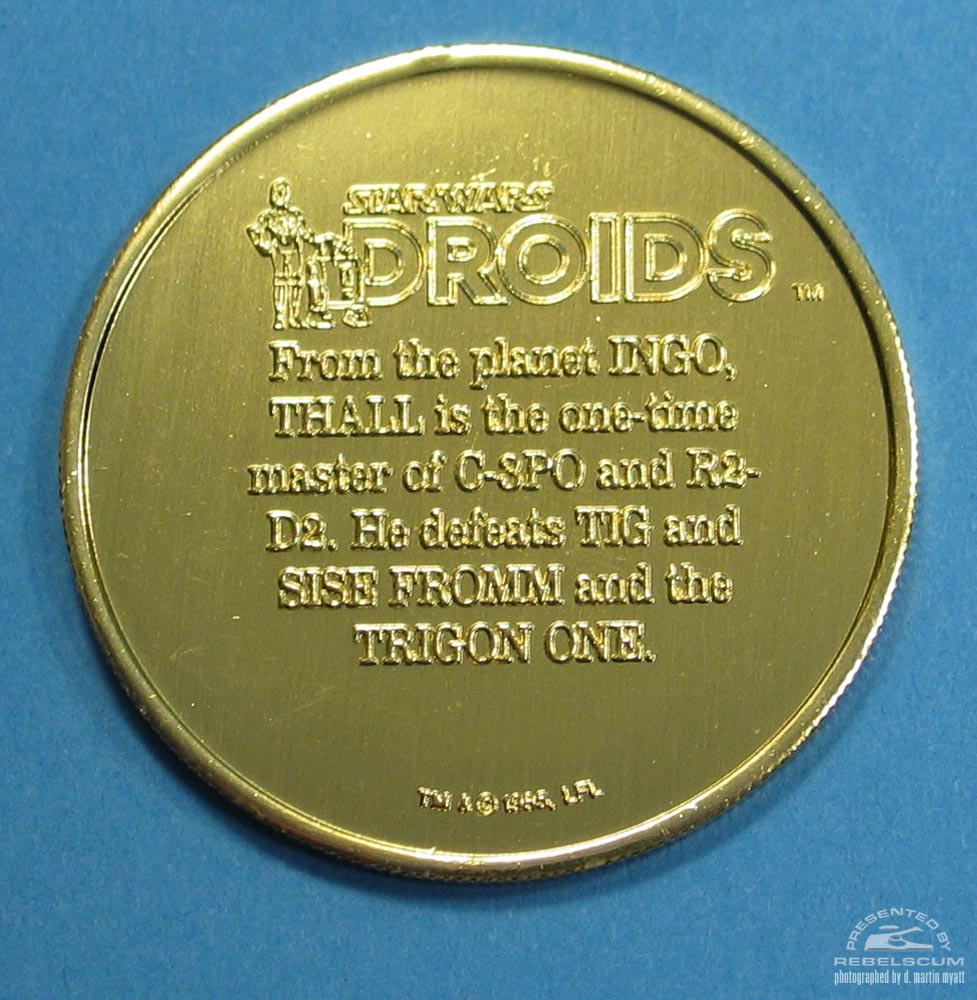 STAR WARS
DROIDS TM
From the planet INGO,
THALL is the one-time
master of C-3PO and R2-
D2. He defeats TIG and
SISE FROMM and the
TRIGON ONE.
TM & © 1985, LFL
PRESENTED BY
REBELSCUM
photographed by d. martin myatt